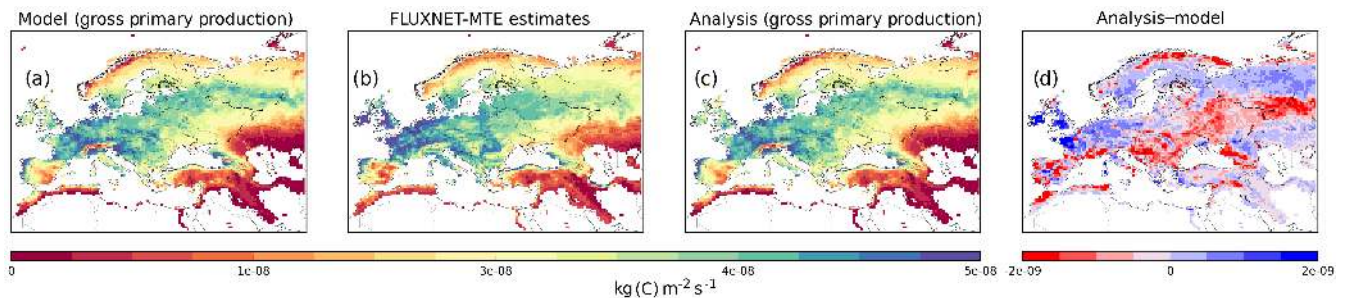 Model (gross primary production) FLUXNET-MTE estimates Analysis (gross primary production) Analysis–model
(a) (b) (c) (d)
0 1e-08 3e-08 4e-08 5e-08 -2e-09 0 2e-09
kg (C) m⁻² s⁻¹